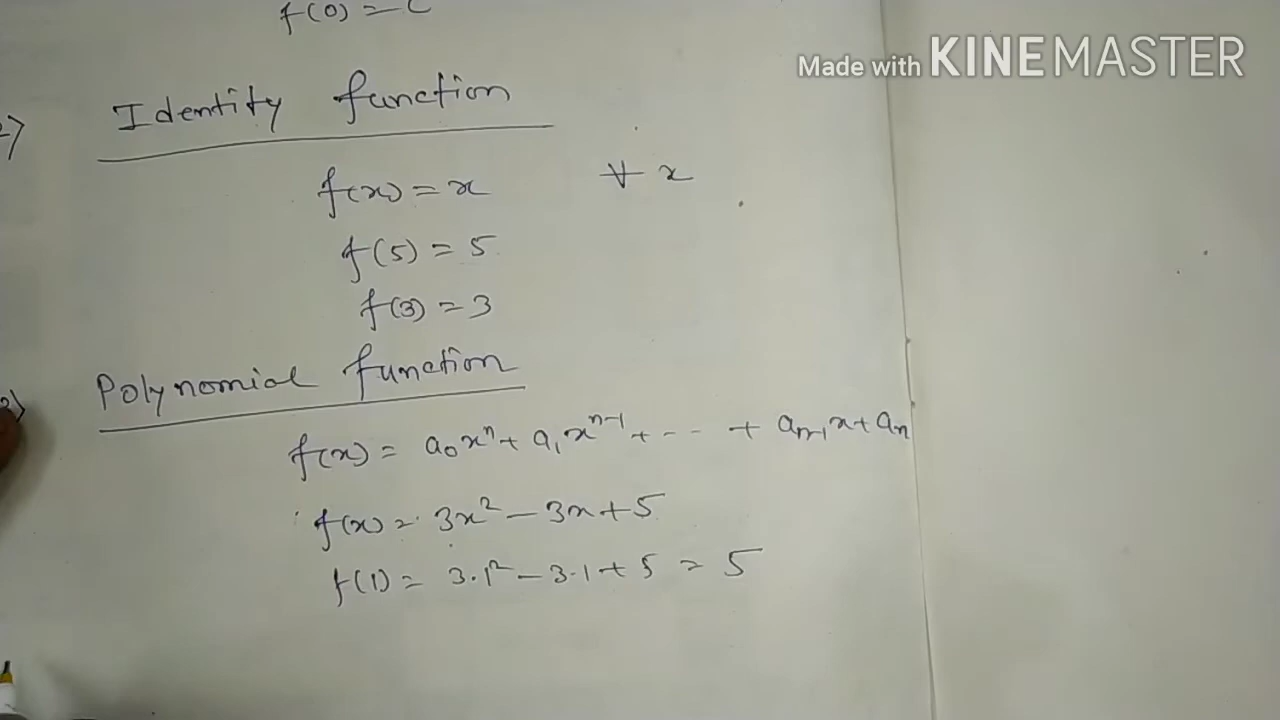 f(0) = C
Made with KINEMASTER
2) Identity function
f(x) = x ∀ x
f(5) = 5
f(3) = 3
Polynomial function
f(x) = a₀xⁿ + a₁xⁿ⁻¹ + --- + aₙ₋₁x + aₙ
f(x) = 3x² – 3x + 5
f(1) = 3·1² – 3·1 + 5 = 5